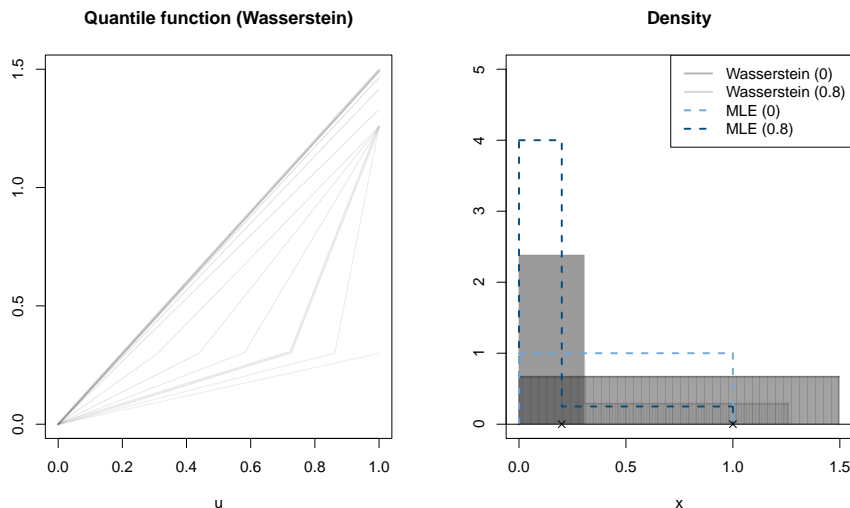 Quantile function (Wasserstein)
1.5
1.0
0.5
0.0
0.0 0.2 0.4 0.6 0.8 1.0
u
Density
5
4
3
2
1
0
0.0 0.5 1.0 1.5
x
Wasserstein (0)
Wasserstein (0.8)
MLE (0)
MLE (0.8)